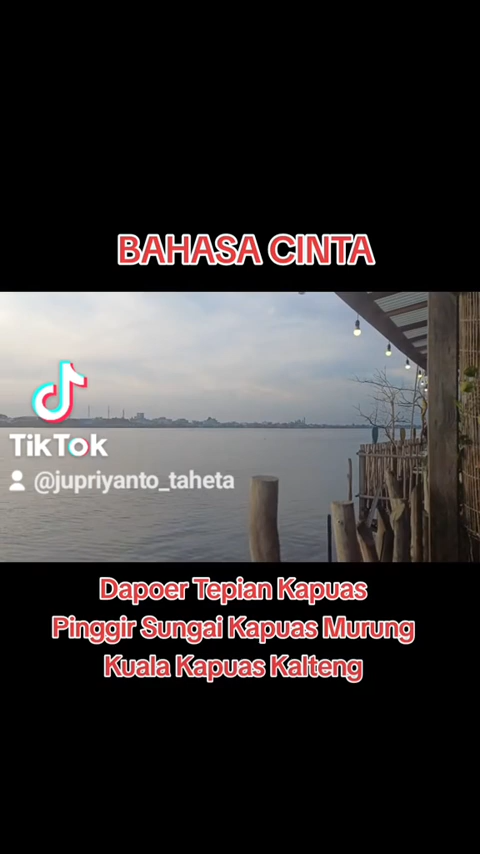 BAHASA CINTA
TikTok
@jupriyanto_taheta
Dapoer Tepian Kapuas
Pinggir Sungai Kapuas Murung
Kuala Kapuas Kalteng